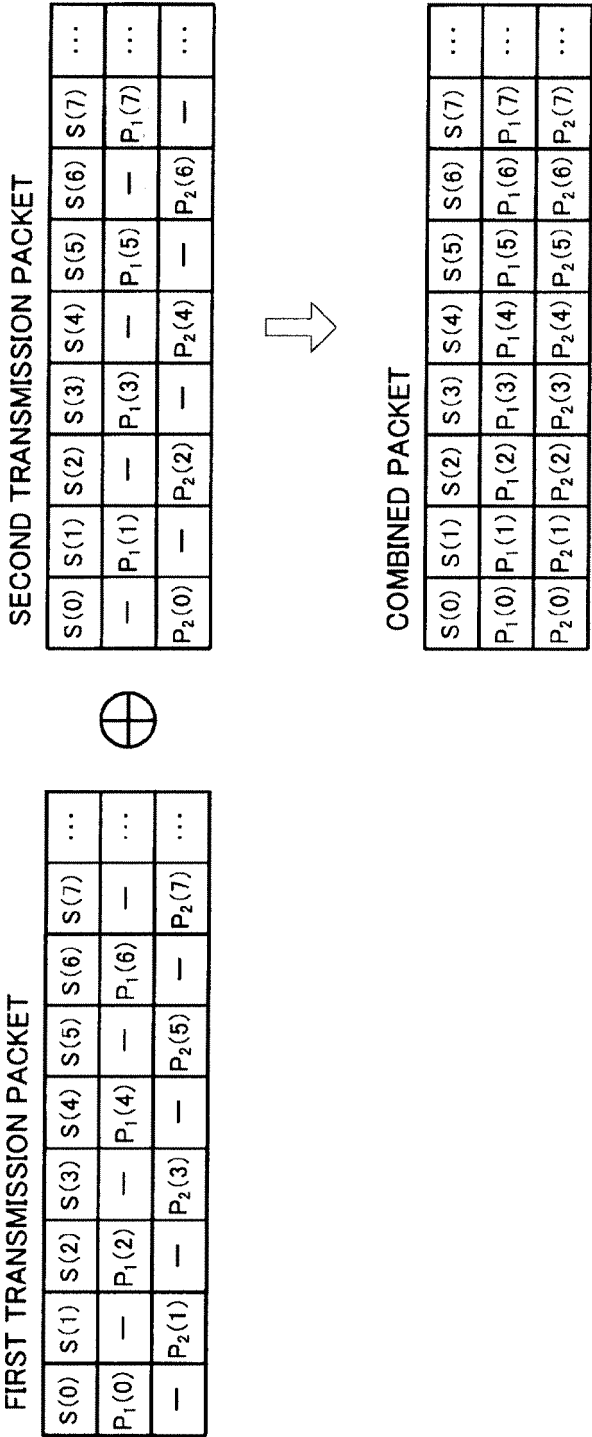 FIRST TRANSMISSION PACKET
S(0) S(1) S(2) S(3) S(4) S(5) S(6) S(7) ...
P₁(0) — P₁(2) — P₁(4) — P₁(6) — ...
— P₂(1) — P₂(3) — P₂(5) — P₂(7) ...
⊕
SECOND TRANSMISSION PACKET
S(0) S(1) S(2) S(3) S(4) S(5) S(6) S(7) ...
— P₁(1) — P₁(3) — P₁(5) — P₁(7) ...
P₂(0) — P₂(2) — P₂(4) — P₂(6) — ...
COMBINED PACKET
S(0) S(1) S(2) S(3) S(4) S(5) S(6) S(7) ...
P₁(0) P₁(1) P₁(2) P₁(3) P₁(4) P₁(5) P₁(6) P₁(7) ...
P₂(0) P₂(1) P₂(2) P₂(3) P₂(4) P₂(5) P₂(6) P₂(7) ...